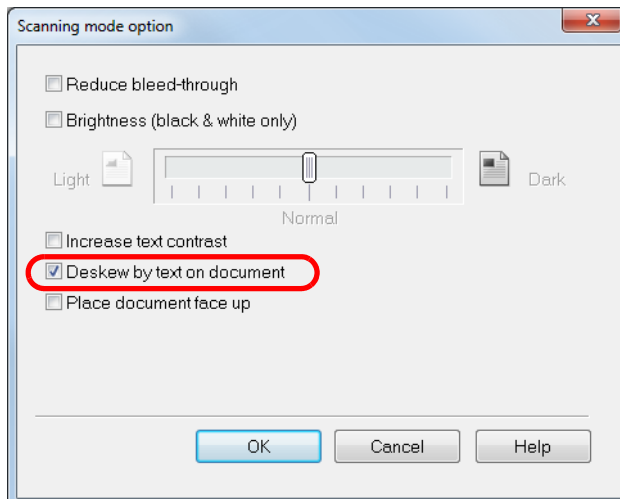 Scanning mode option
Reduce bleed-through
Brightness (black & white only)
Light Dark
Normal
Increase text contrast
Deskew by text on document
Place document face up
OK Cancel Help